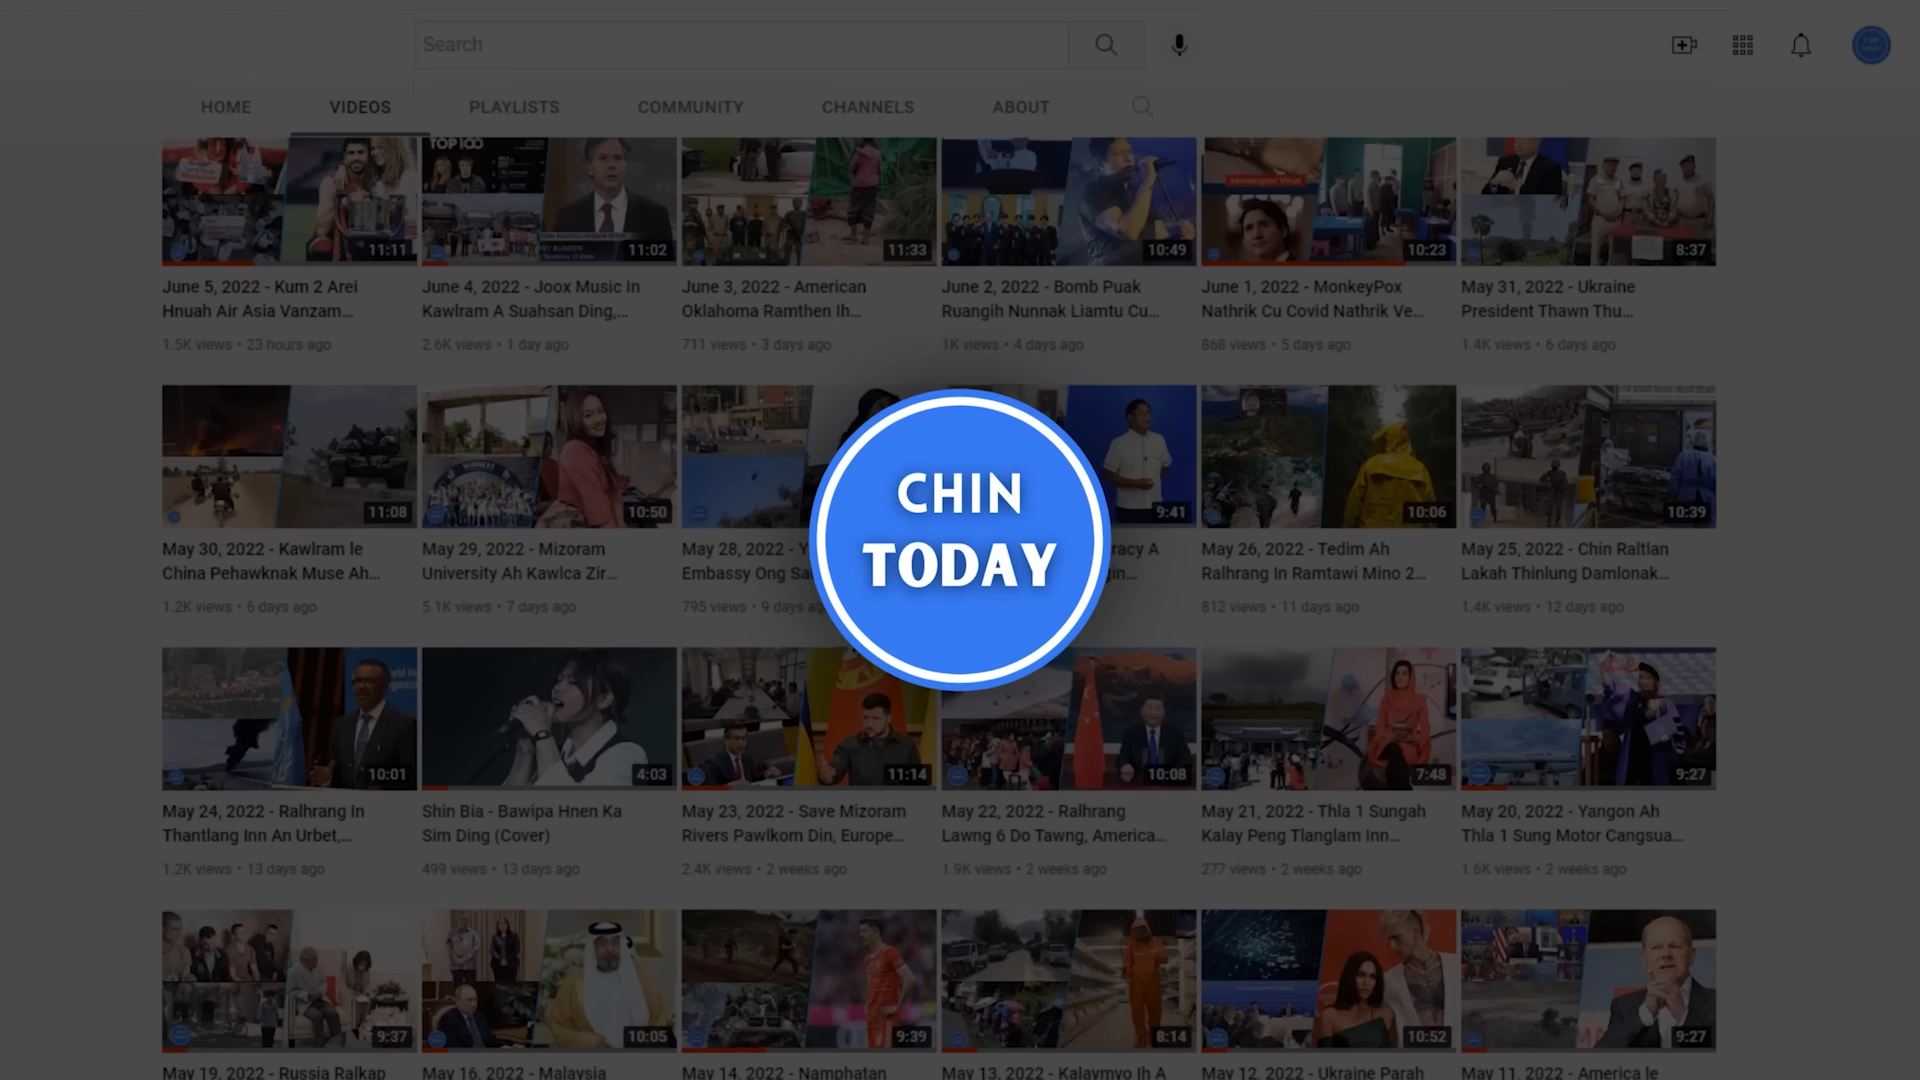 Search
HOME VIDEOS PLAYLISTS COMMUNITY CHANNELS ABOUT
TOP 100
Monkeypox Virus
11:11
11:02
11:33
10:49
10:23
8:37
June 5, 2022 - Kum 2 Arei
Hnuah Air Asia Vanzam...
1.5K views • 23 hours ago
June 4, 2022 - Joox Music In
Kawlram A Suahsan Ding,...
2.6K views • 1 day ago
June 3, 2022 - American
Oklahoma Ramthen Ih...
711 views • 3 days ago
June 2, 2022 - Bomb Puak
Ruangih Nunnak Liamtu Cu...
1K views • 4 days ago
June 1, 2022 - MonkeyPox
Nathrik Cu Covid Nathrik Ve...
868 views • 5 days ago
May 31, 2022 - Ukraine
President Thawn Thu...
1.4K views • 6 days ago
WINNERS
11:08
10:50
9:41
10:06
10:39
May 30, 2022 - Kawlram le
China Pehawknak Muse Ah...
1.2K views • 6 days ago
May 29, 2022 - Mizoram
University Ah Kawlca Zir...
5.1K views • 7 days ago
May 28, 2022 - Y
Embassy Ong Sa
795 views • 9 days ag
CHIN
TODAY
racy A
May 26, 2022 - Tedim Ah
Ralhrang In Ramtawi Mino 2...
812 views • 11 days ago
May 25, 2022 - Chin Raltlan
Lakah Thinlung Damlonak...
1.4K views • 12 days ago
10:01
4:03
11:14
10:08
7:48
9:27
May 24, 2022 - Ralhrang In
Thantlang Inn An Urbet,...
1.2K views • 13 days ago
Shin Bia - Bawipa Hnen Ka
Sim Ding (Cover)
499 views • 13 days ago
May 23, 2022 - Save Mizoram
Rivers Pawlkom Din, Europe...
2.4K views • 2 weeks ago
May 22, 2022 - Ralhrang
Lawng 6 Do Tawng, America...
1.9K views • 2 weeks ago
May 21, 2022 - Thla 1 Sungah
Kalay Peng Tlanglam Inn...
277 views • 2 weeks ago
May 20, 2022 - Yangon Ah
Thla 1 Sung Motor Cangsua...
1.6K views • 2 weeks ago
9:37
10:05
9:39
8:14
10:52
9:27
May 19, 2022 - Russia Ralkap
May 16, 2022 - Malaysia
May 14, 2022 - Namphatan
May 13, 2022 - Kalaymyo Ih A
May 12, 2022 - Ukraine Parah
May 11, 2022 - America le